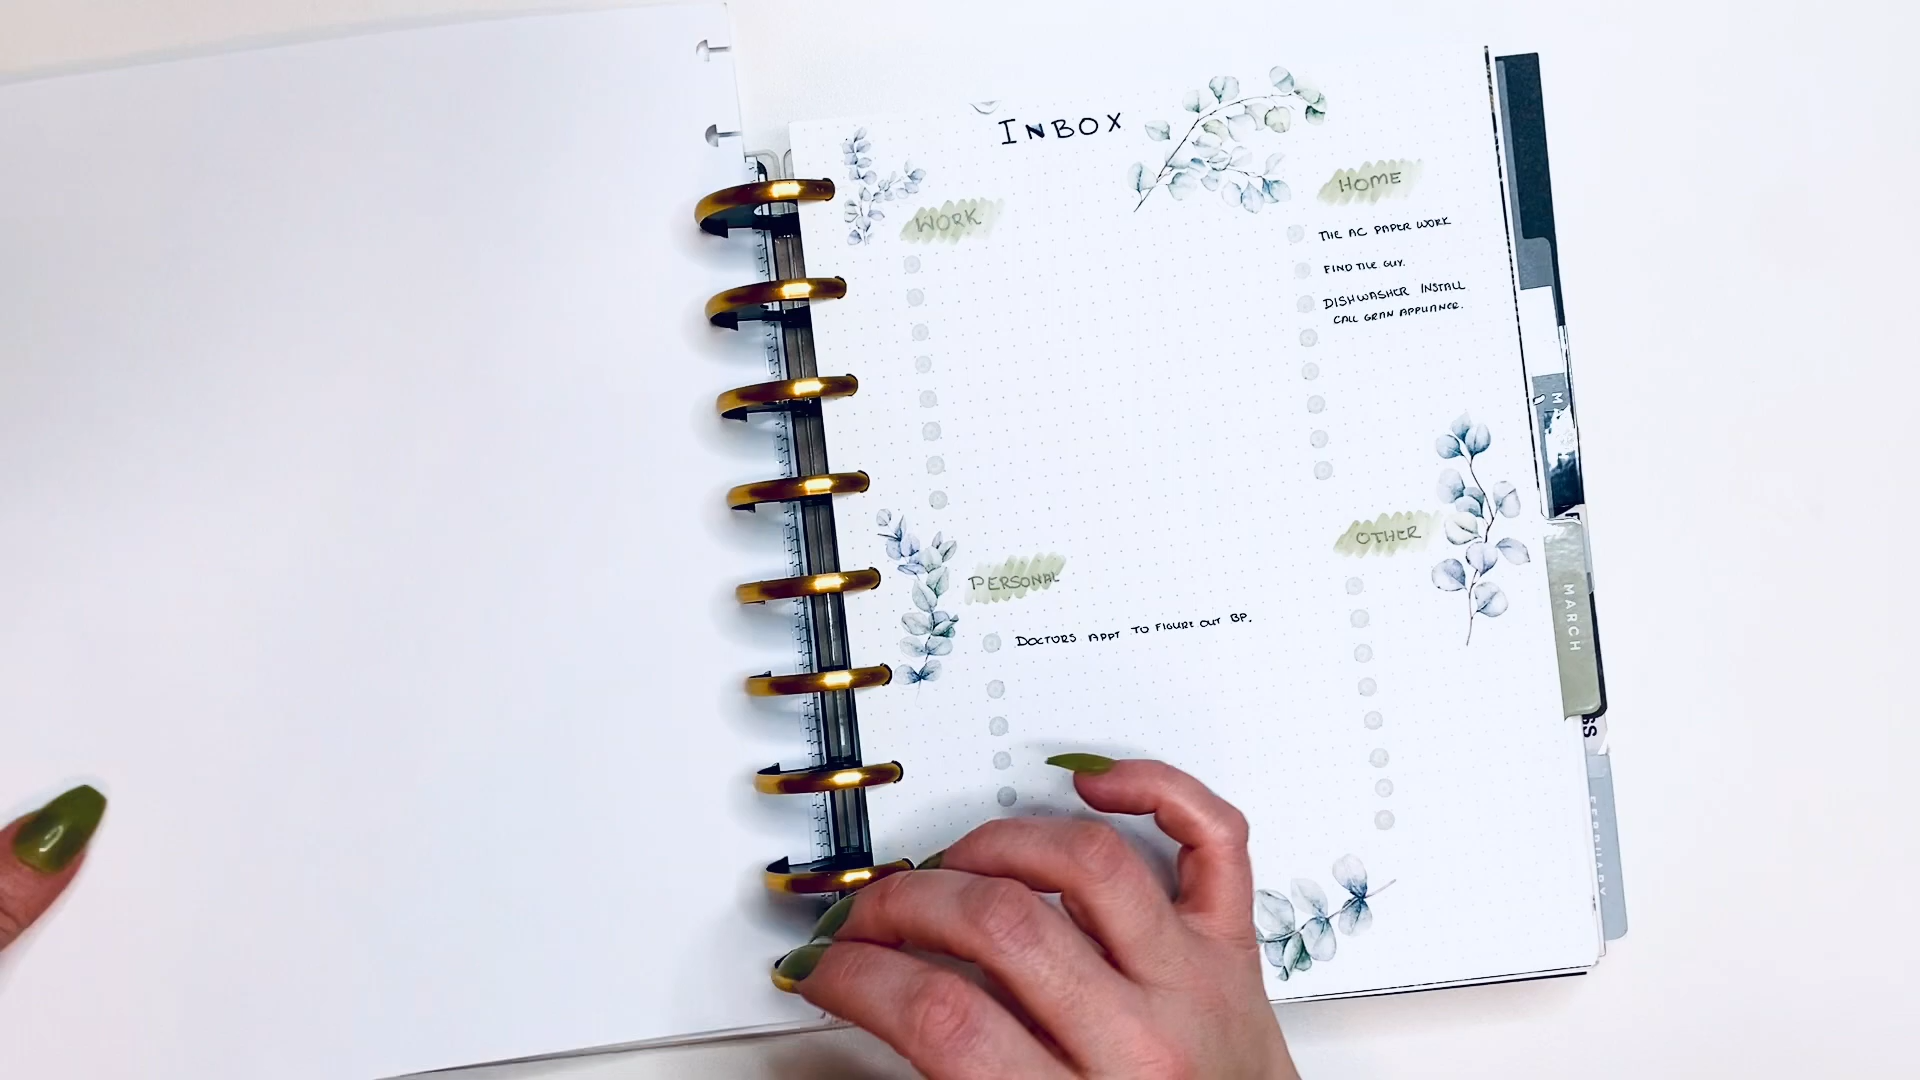 INBOX
WORK
HOME
THE AC PAPER WORK
FIND TILE GUY.
DISHWASHER INSTALL
CALL GRAN APPLIANCE.
PERSONAL
DOCTORS APPT TO FIGURE OUT BP.
OTHER
MARCH
FEBRUARY